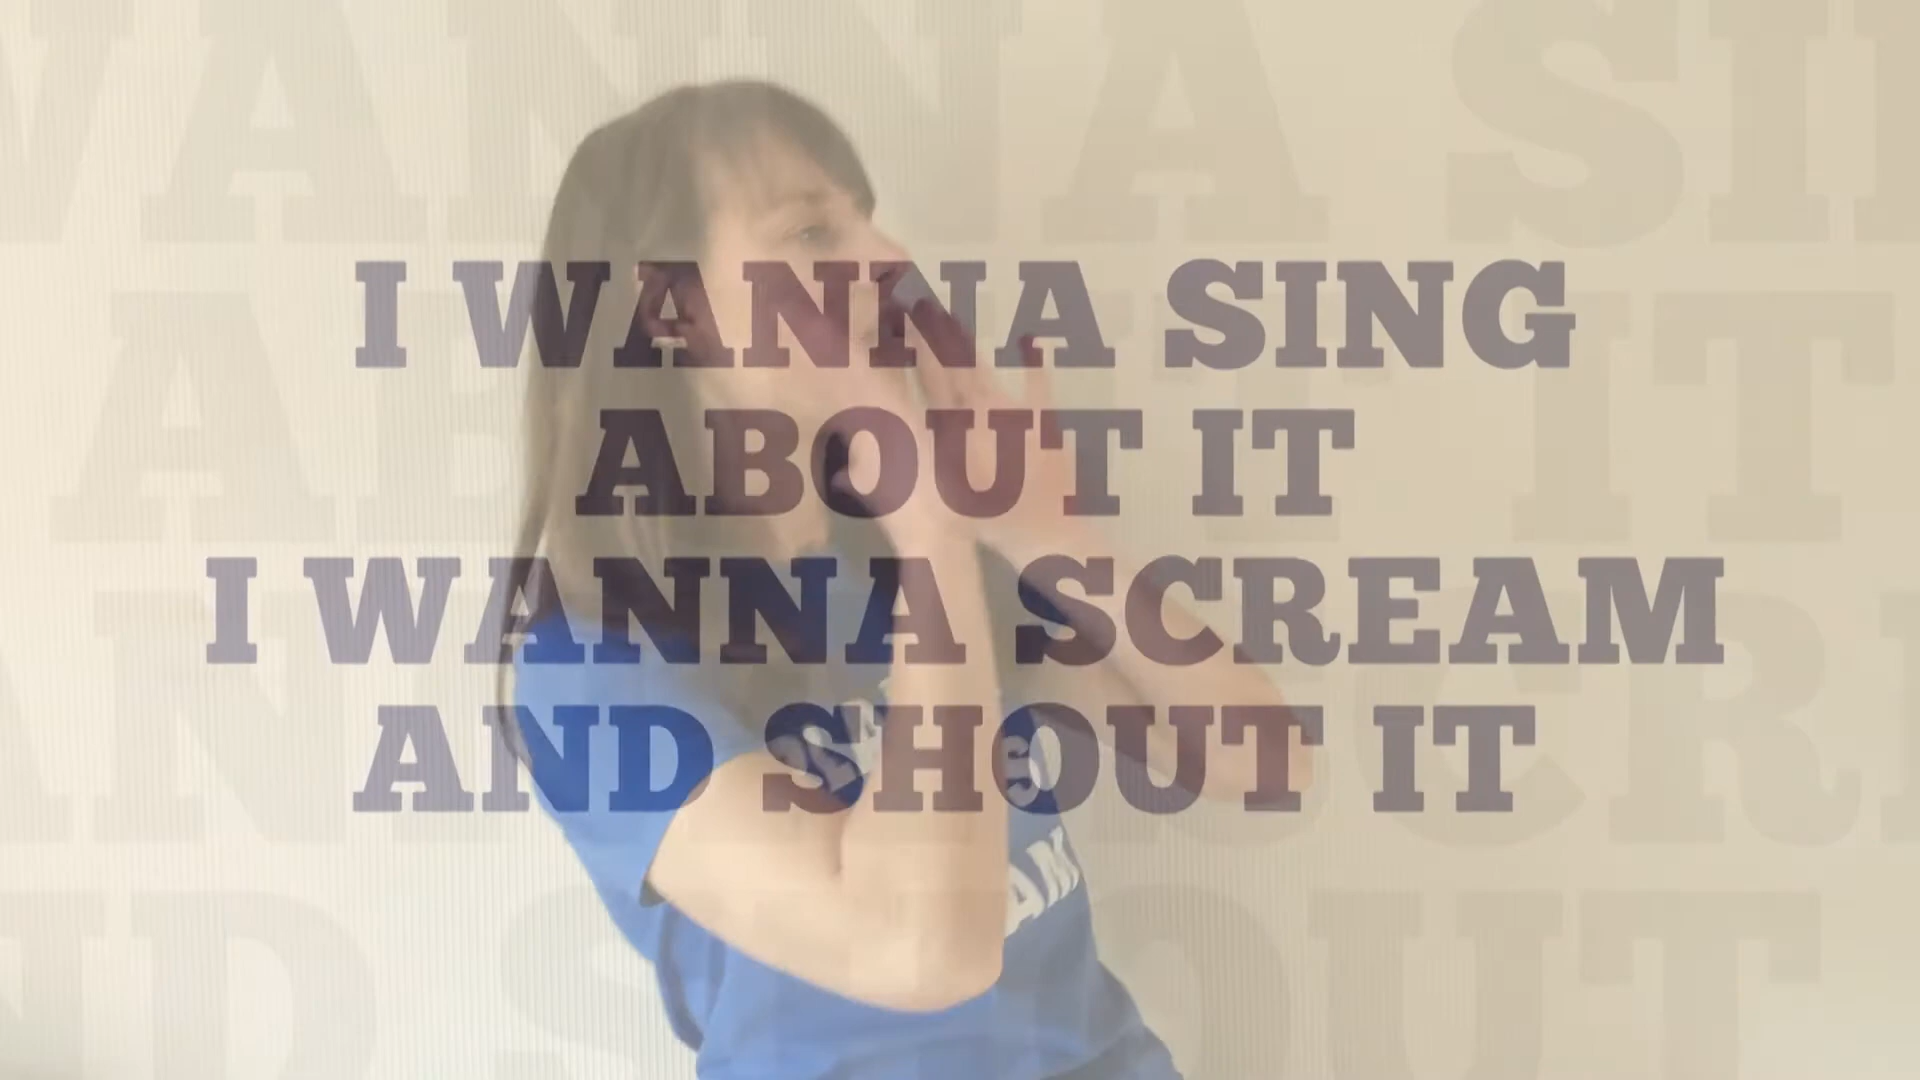 I WANNA SING
ABOUT IT
I WANNA SCREAM
AND SHOUT IT